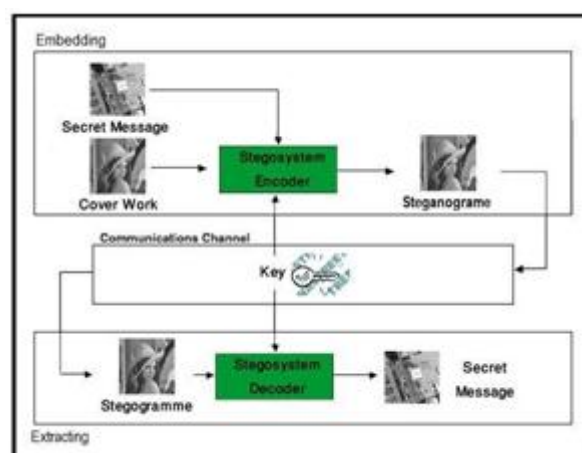 Embedding
Secret Message
Cover Work
Stegosystem
Encoder
Steganograme
Communications Channel
Key
Stegogramme
Stegosystem
Decoder
Secret
Message
Extracting